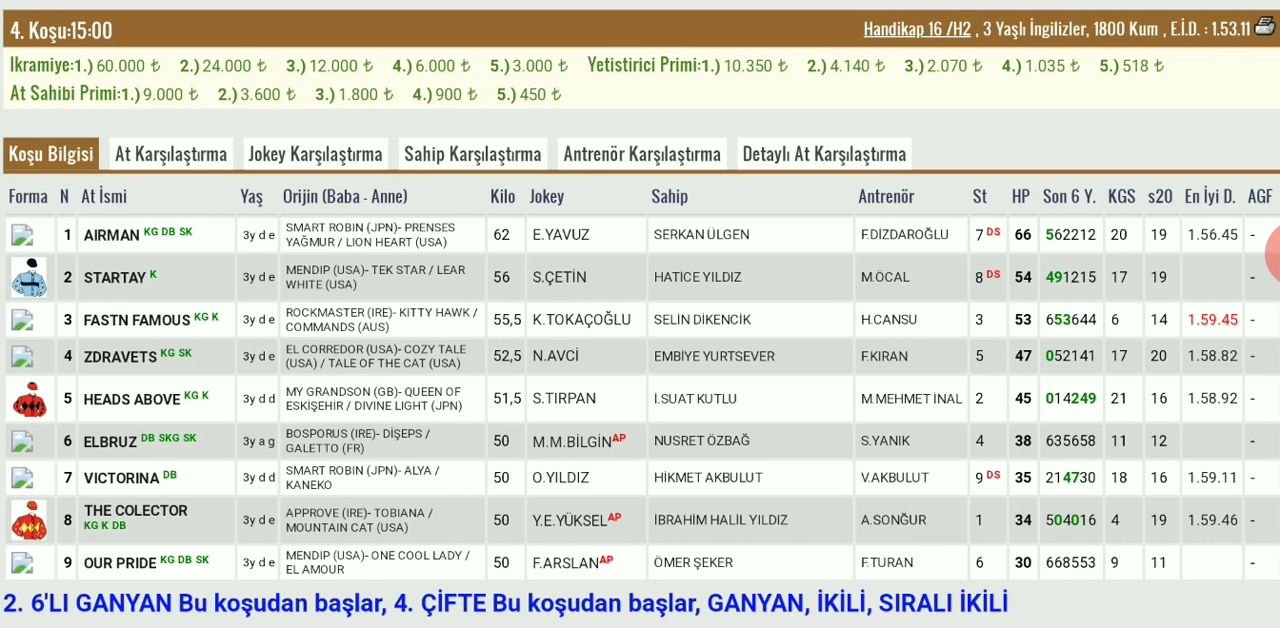 4. Koşu:15:00 Handikap 16 /H2 , 3 Yaşlı İngilizler, 1800 Kum , E.İ.D. : 1.53.11
Ikramiye:1.) 60.000 ₺ 2.) 24.000 ₺ 3.) 12.000 ₺ 4.) 6.000 ₺ 5.) 3.000 ₺ Yetistirici Primi:1.) 10.350 ₺ 2.) 4.140 ₺ 3.) 2.070 ₺ 4.) 1.035 ₺ 5.) 518 ₺
At Sahibi Primi:1.) 9.000 ₺ 2.) 3.600 ₺ 3.) 1.800 ₺ 4.) 900 ₺ 5.) 450 ₺
Koşu Bilgisi At Karşılaştırma Jokey Karşılaştırma Sahip Karşılaştırma Antrenör Karşılaştırma Detaylı At Karşılaştırma
Forma N At İsmi Yaş Orijin (Baba - Anne) Kilo Jokey Sahip Antrenör St HP Son 6 Y. KGS s20 En İyi D. AGF
1 AIRMAN KG DB SK 3y d e SMART ROBIN (JPN)- PRENSES YAĞMUR / LION HEART (USA) 62 E.YAVUZ SERKAN ÜLGEN F.DİZDAROĞLU 7 DS 66 562212 20 19 1.56.45 -
2 STARTAY K 3y d e MENDIP (USA)- TEK STAR / LEAR WHITE (USA) 56 S.ÇETİN HATİCE YILDIZ M.ÖCAL 8 DS 54 491215 17 19 -
3 FASTN FAMOUS KG K 3y d e ROCKMASTER (IRE)- KITTY HAWK / COMMANDS (AUS) 55,5 K.TOKAÇOĞLU SELİN DİKENCİK H.CANSU 3 53 653644 6 14 1.59.45 -
4 ZDRAVETS KG SK 3y d e EL CORREDOR (USA)- COZY TALE (USA) / TALE OF THE CAT (USA) 52,5 N.AVCİ EMBİYE YURTSEVER F.KIRAN 5 47 052141 17 20 1.58.82 -
5 HEADS ABOVE KG K 3y d d MY GRANDSON (GB)- QUEEN OF ESKİŞEHİR / DIVINE LIGHT (JPN) 51,5 S.TIRPAN İ.SUAT KUTLU M.MEHMET İNAL 2 45 014249 21 16 1.58.92 -
6 ELBRUZ DB SKG SK 3y a g BOSPORUS (IRE)- DİŞEPS / GALETTO (FR) 50 M.M.BİLGİN AP NUSRET ÖZBAĞ S.YANIK 4 38 635658 11 12 -
7 VICTORINA DB 3y d d SMART ROBIN (JPN)- ALYA / KANEKO 50 O.YILDIZ HİKMET AKBULUT V.AKBULUT 9 DS 35 214730 18 16 1.59.11 -
8 THE COLECTOR KG K DB 3y d e APPROVE (IRE)- TOBIANA / MOUNTAIN CAT (USA) 50 Y.E.YÜKSEL AP İBRAHİM HALİL YILDIZ A.SONĞUR 1 34 504016 4 19 1.59.46 -
9 OUR PRIDE KG DB SK 3y d e MENDIP (USA)- ONE COOL LADY / EL AMOUR 50 F.ARSLAN AP ÖMER ŞEKER F.TURAN 6 30 668553 9 11 -
2. 6'LI GANYAN Bu koşudan başlar, 4. ÇİFTE Bu koşudan başlar, GANYAN, İKİLİ, SIRALI İKİLİ